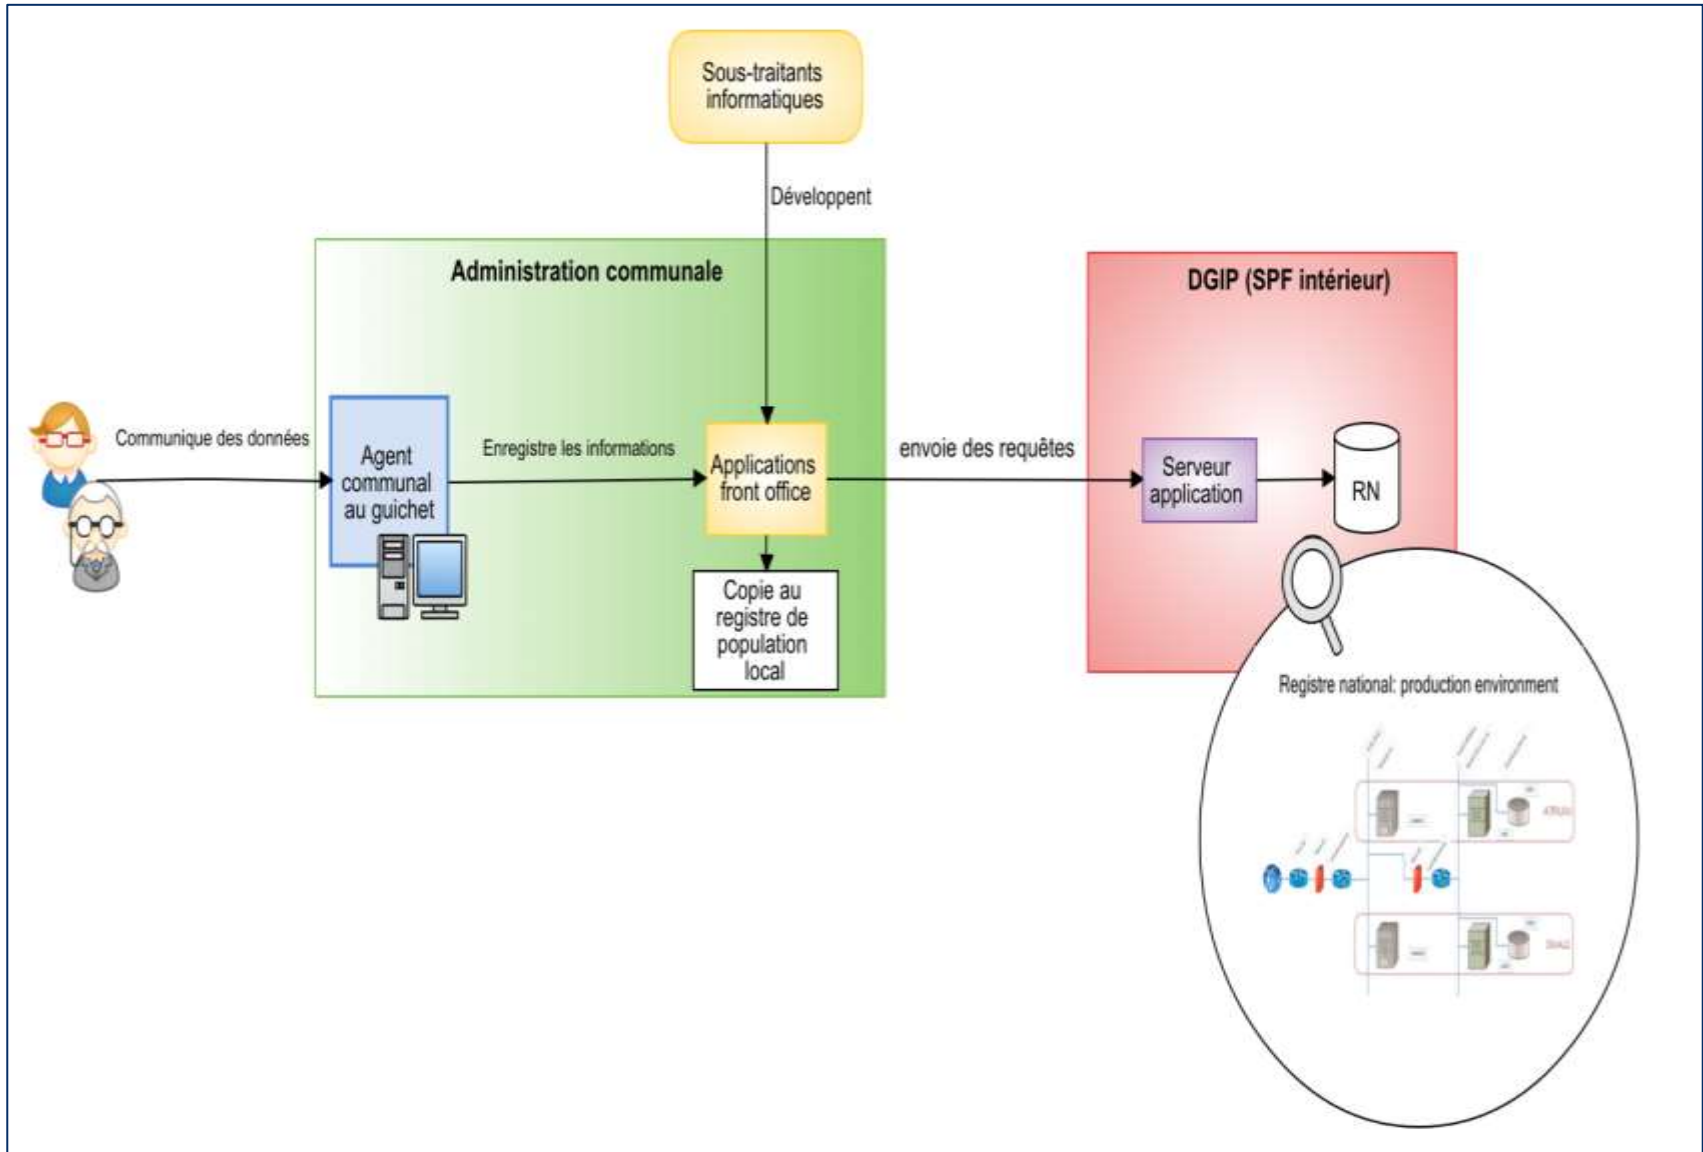 Sous-traitants
informatiques
Développent
Administration communale
DGIP (SPF intérieur)
Communique des données
Agent
communal
au guichet
Enregistre les informations
Applications
front office
envoie des requêtes
Serveur
application
RN
Copie au
registre de
population
local
Registre national: production environment